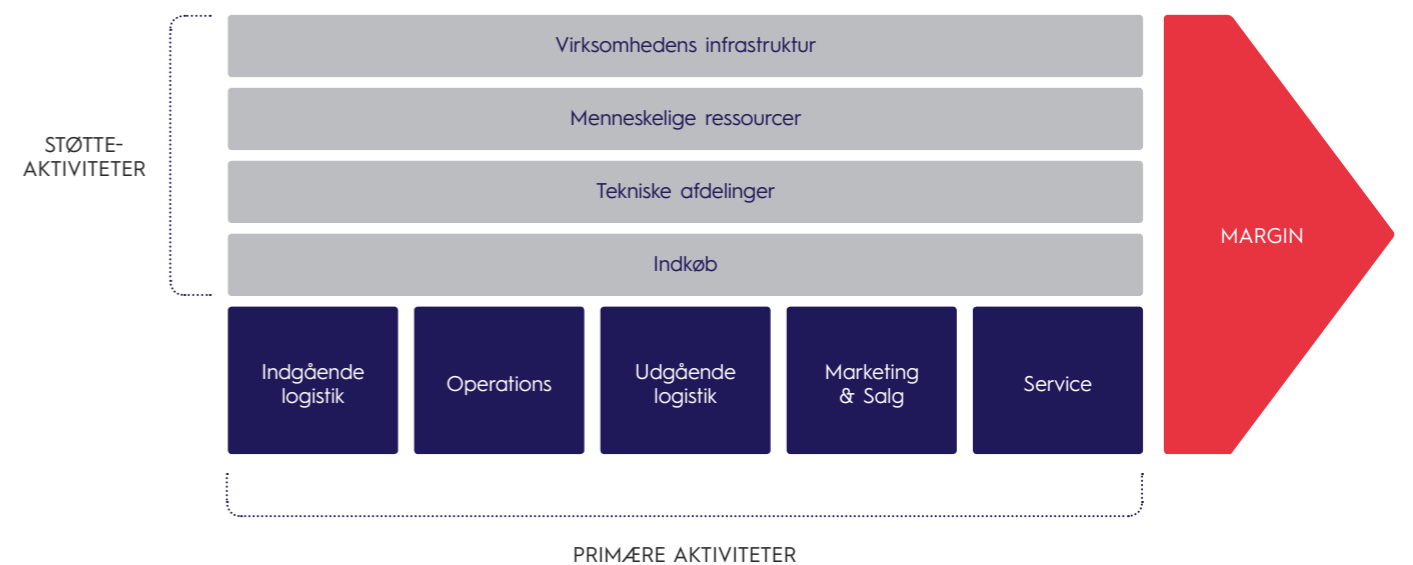 Virksomhedens infrastruktur
Menneskelige ressourcer
STØTTE-
AKTIVITETER
Tekniske afdelinger
Indkøb
MARGIN
Indgående
logistik
Operations
Udgående
logistik
Marketing
& Salg
Service
PRIMÆRE AKTIVITETER